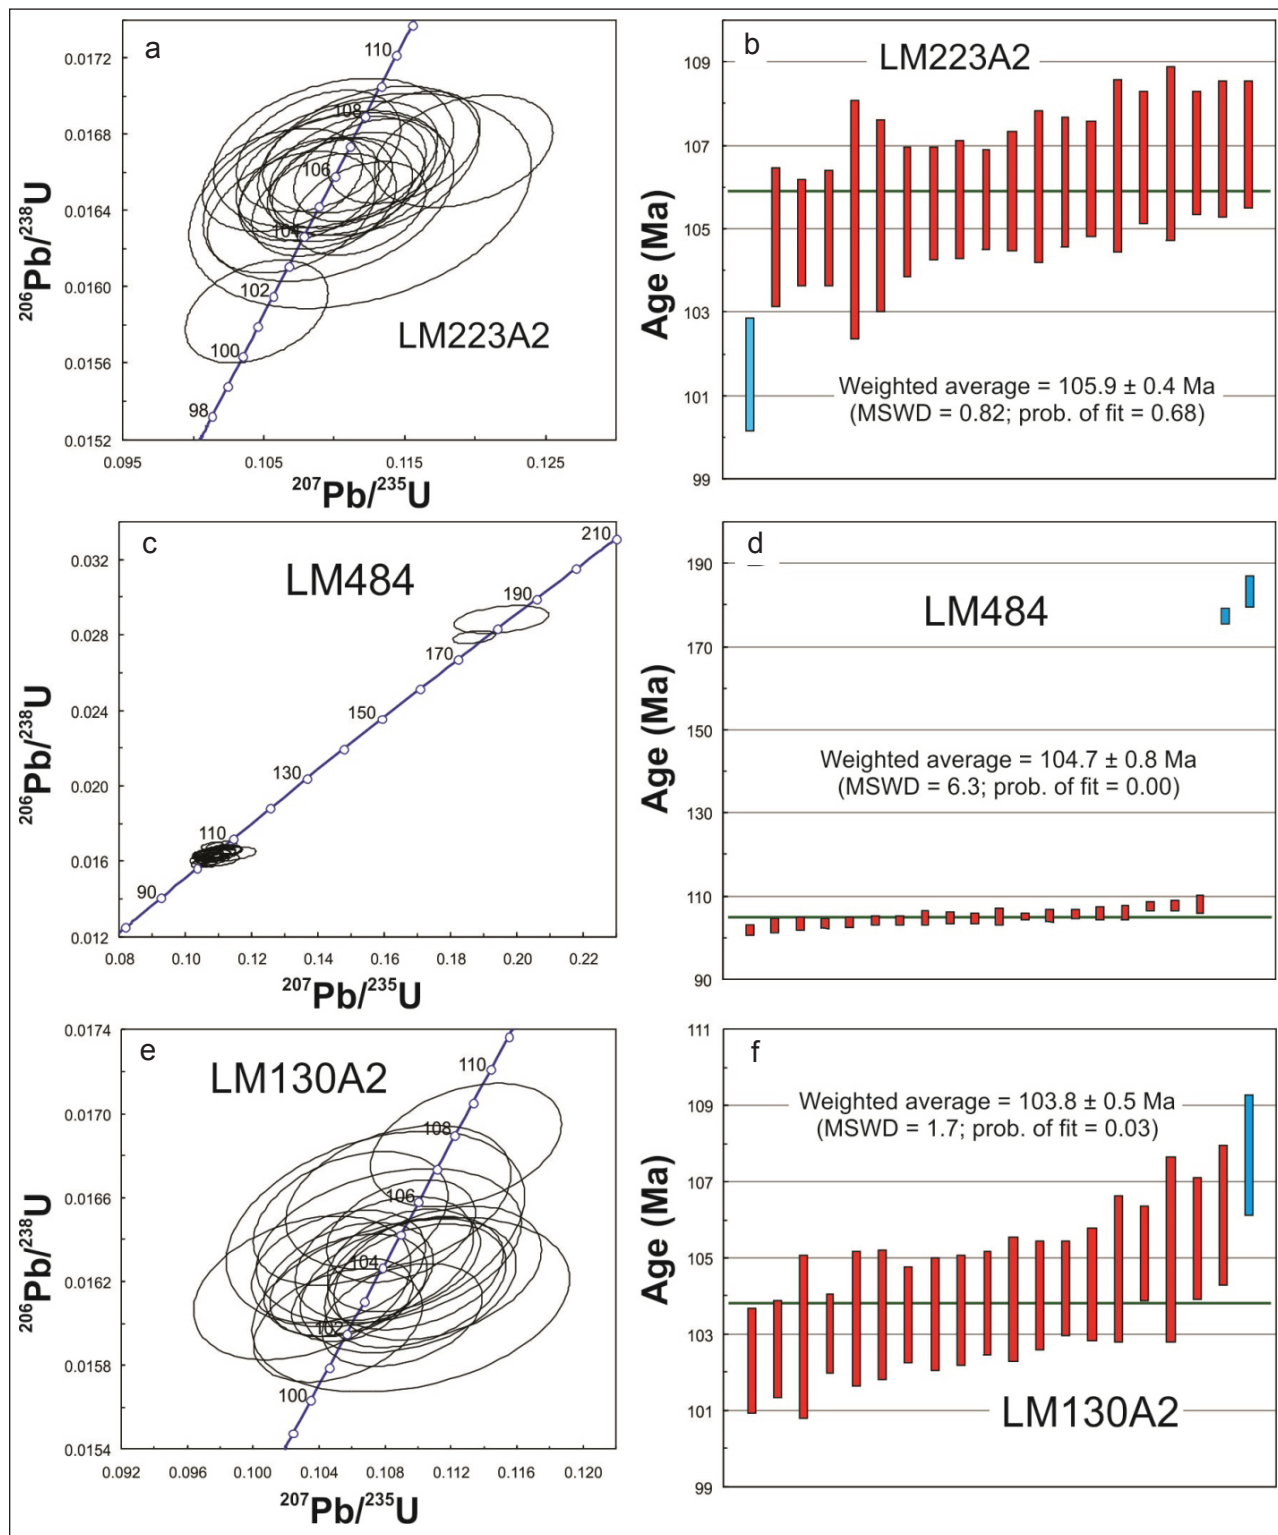 a
LM223A2
0.0172
0.0168
0.0164
0.0160
0.0156
0.0152
110
108
106
104
102
100
98
0.095
0.105
0.115
0.125
²⁰⁷Pb/²³⁵U
²⁰⁶Pb/²³⁸U
b
LM223A2
109
107
105
103
101
99
Age (Ma)
Weighted average = 105.9 ± 0.4 Ma
(MSWD = 0.82; prob. of fit = 0.68)
c
LM484
0.032
0.028
0.024
0.020
0.016
0.012
210
190
170
150
130
110
90
0.08
0.10
0.12
0.14
0.16
0.18
0.20
0.22
²⁰⁷Pb/²³⁵U
²⁰⁶Pb/²³⁸U
d
LM484
190
170
150
130
110
90
Age (Ma)
Weighted average = 104.7 ± 0.8 Ma
(MSWD = 6.3; prob. of fit = 0.00)
e
LM130A2
0.0174
0.0170
0.0166
0.0162
0.0158
0.0154
110
108
106
104
102
100
0.092
0.096
0.100
0.104
0.108
0.112
0.116
0.120
²⁰⁷Pb/²³⁵U
²⁰⁶Pb/²³⁸U
f
111
109
107
105
103
101
99
Age (Ma)
Weighted average = 103.8 ± 0.5 Ma
(MSWD = 1.7; prob. of fit = 0.03)
LM130A2